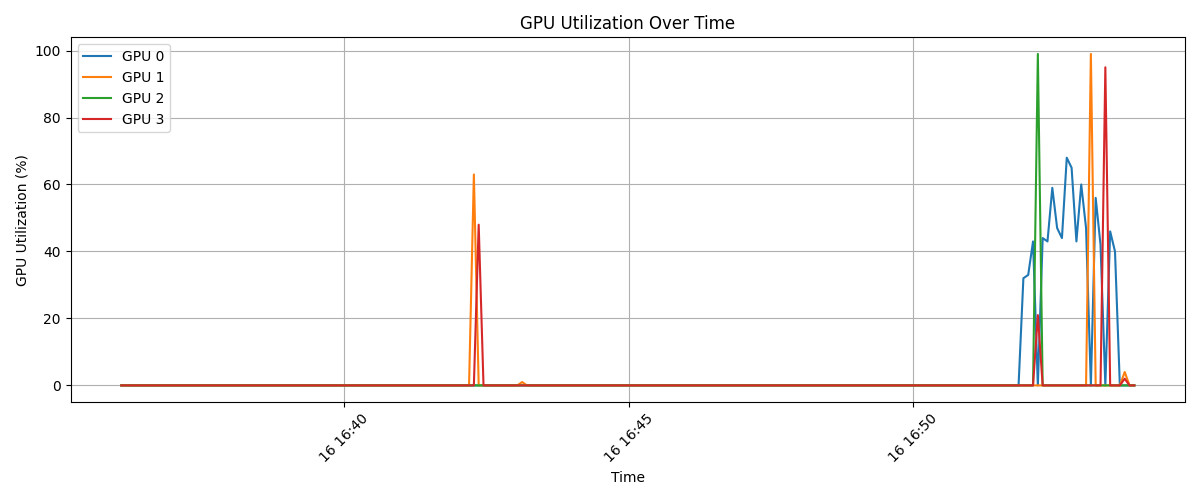 GPU Utilization Over Time
GPU Utilization (%)
100
80
60
40
20
0
GPU 0
GPU 1
GPU 2
GPU 3
16 16:40
16 16:45
16 16:50
Time